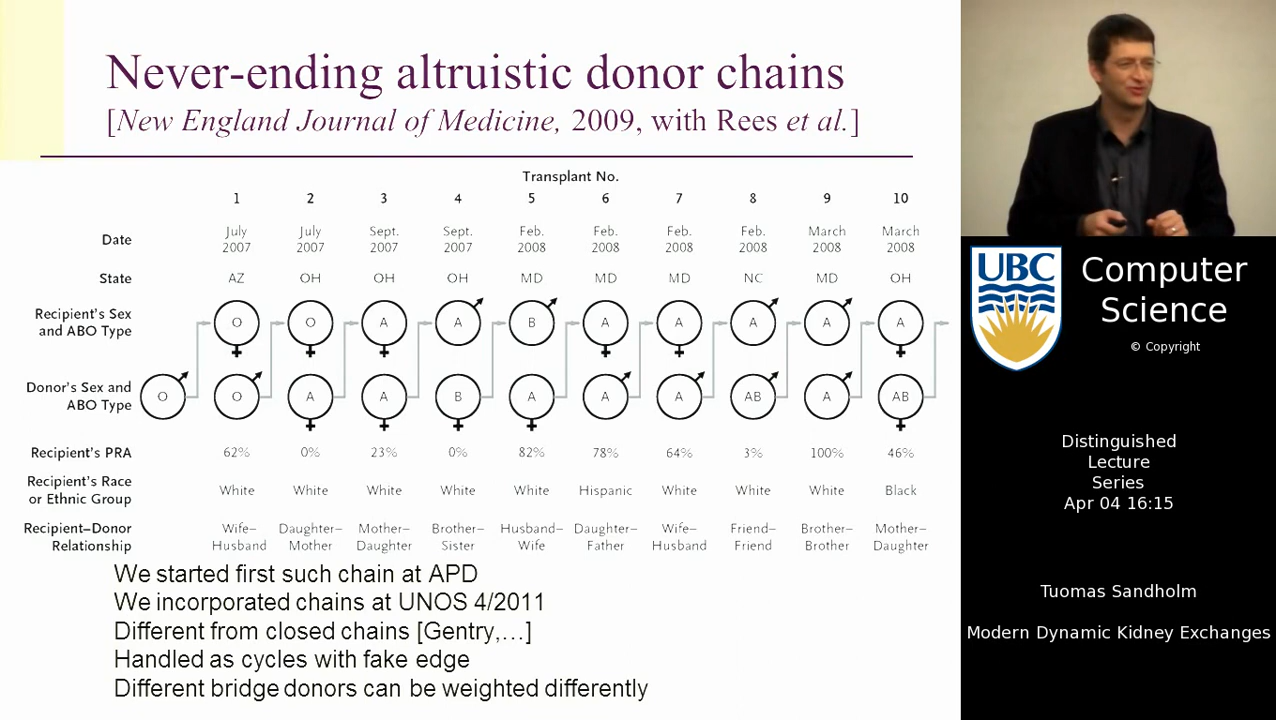 Never-ending altruistic donor chains
[New England Journal of Medicine, 2009, with Rees et al.]
Transplant No.
1 2 3 4 5 6 7 8 9 10
Date
July 2007 July 2007 Sept. 2007 Sept. 2007 Feb. 2008 Feb. 2008 Feb. 2008 Feb. 2008 March 2008 March 2008
State AZ OH OH OH MD MD MD NC MD OH
Recipient's Sex
and ABO Type
O O A A B A A A A A
Donor's Sex and
ABO Type
O O A A B A A A AB A AB
Recipient's PRA 62% 0% 23% 0% 82% 78% 64% 3% 100% 46%
Recipient's Race
or Ethnic Group
White White White White White Hispanic White White White Black
Recipient–Donor
Relationship
Wife–Husband Daughter–Mother Mother–Daughter Brother–Sister Husband–Wife Daughter–Father Wife–Husband Friend–Friend Brother–Brother Mother–Daughter
We started first such chain at APD
We incorporated chains at UNOS 4/2011
Different from closed chains [Gentry,…]
Handled as cycles with fake edge
Different bridge donors can be weighted differently
UBC
Computer
Science
© Copyright
Distinguished
Lecture
Series
Apr 04 16:15
Tuomas Sandholm
Modern Dynamic Kidney Exchanges